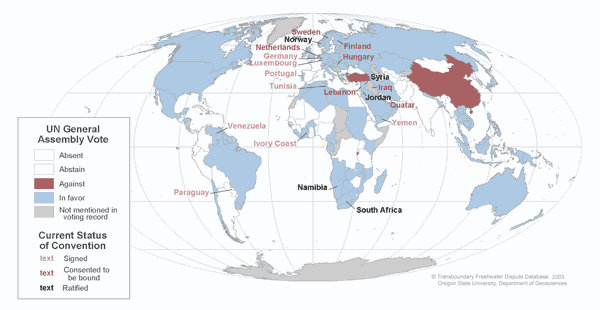 Sweden
Norway
Netherlands
Finland
Germany
Hungary
Luxembourg
Portugal
Syria
Tunisia
Iraq
Lebanon
Jordan
Quatar
Yemen
Venezuela
Ivory Coast
Paraguay
Namibia
South Africa
UN General
Assembly Vote
Absent
Abstain
Against
In favor
Not mentioned in
voting record
Current Status
of Convention
text Signed
text Consented to
be bound
text Ratified
© Transboundary Freshwater Dispute Database. 2003.
Oregon State University, Department of Geosciences